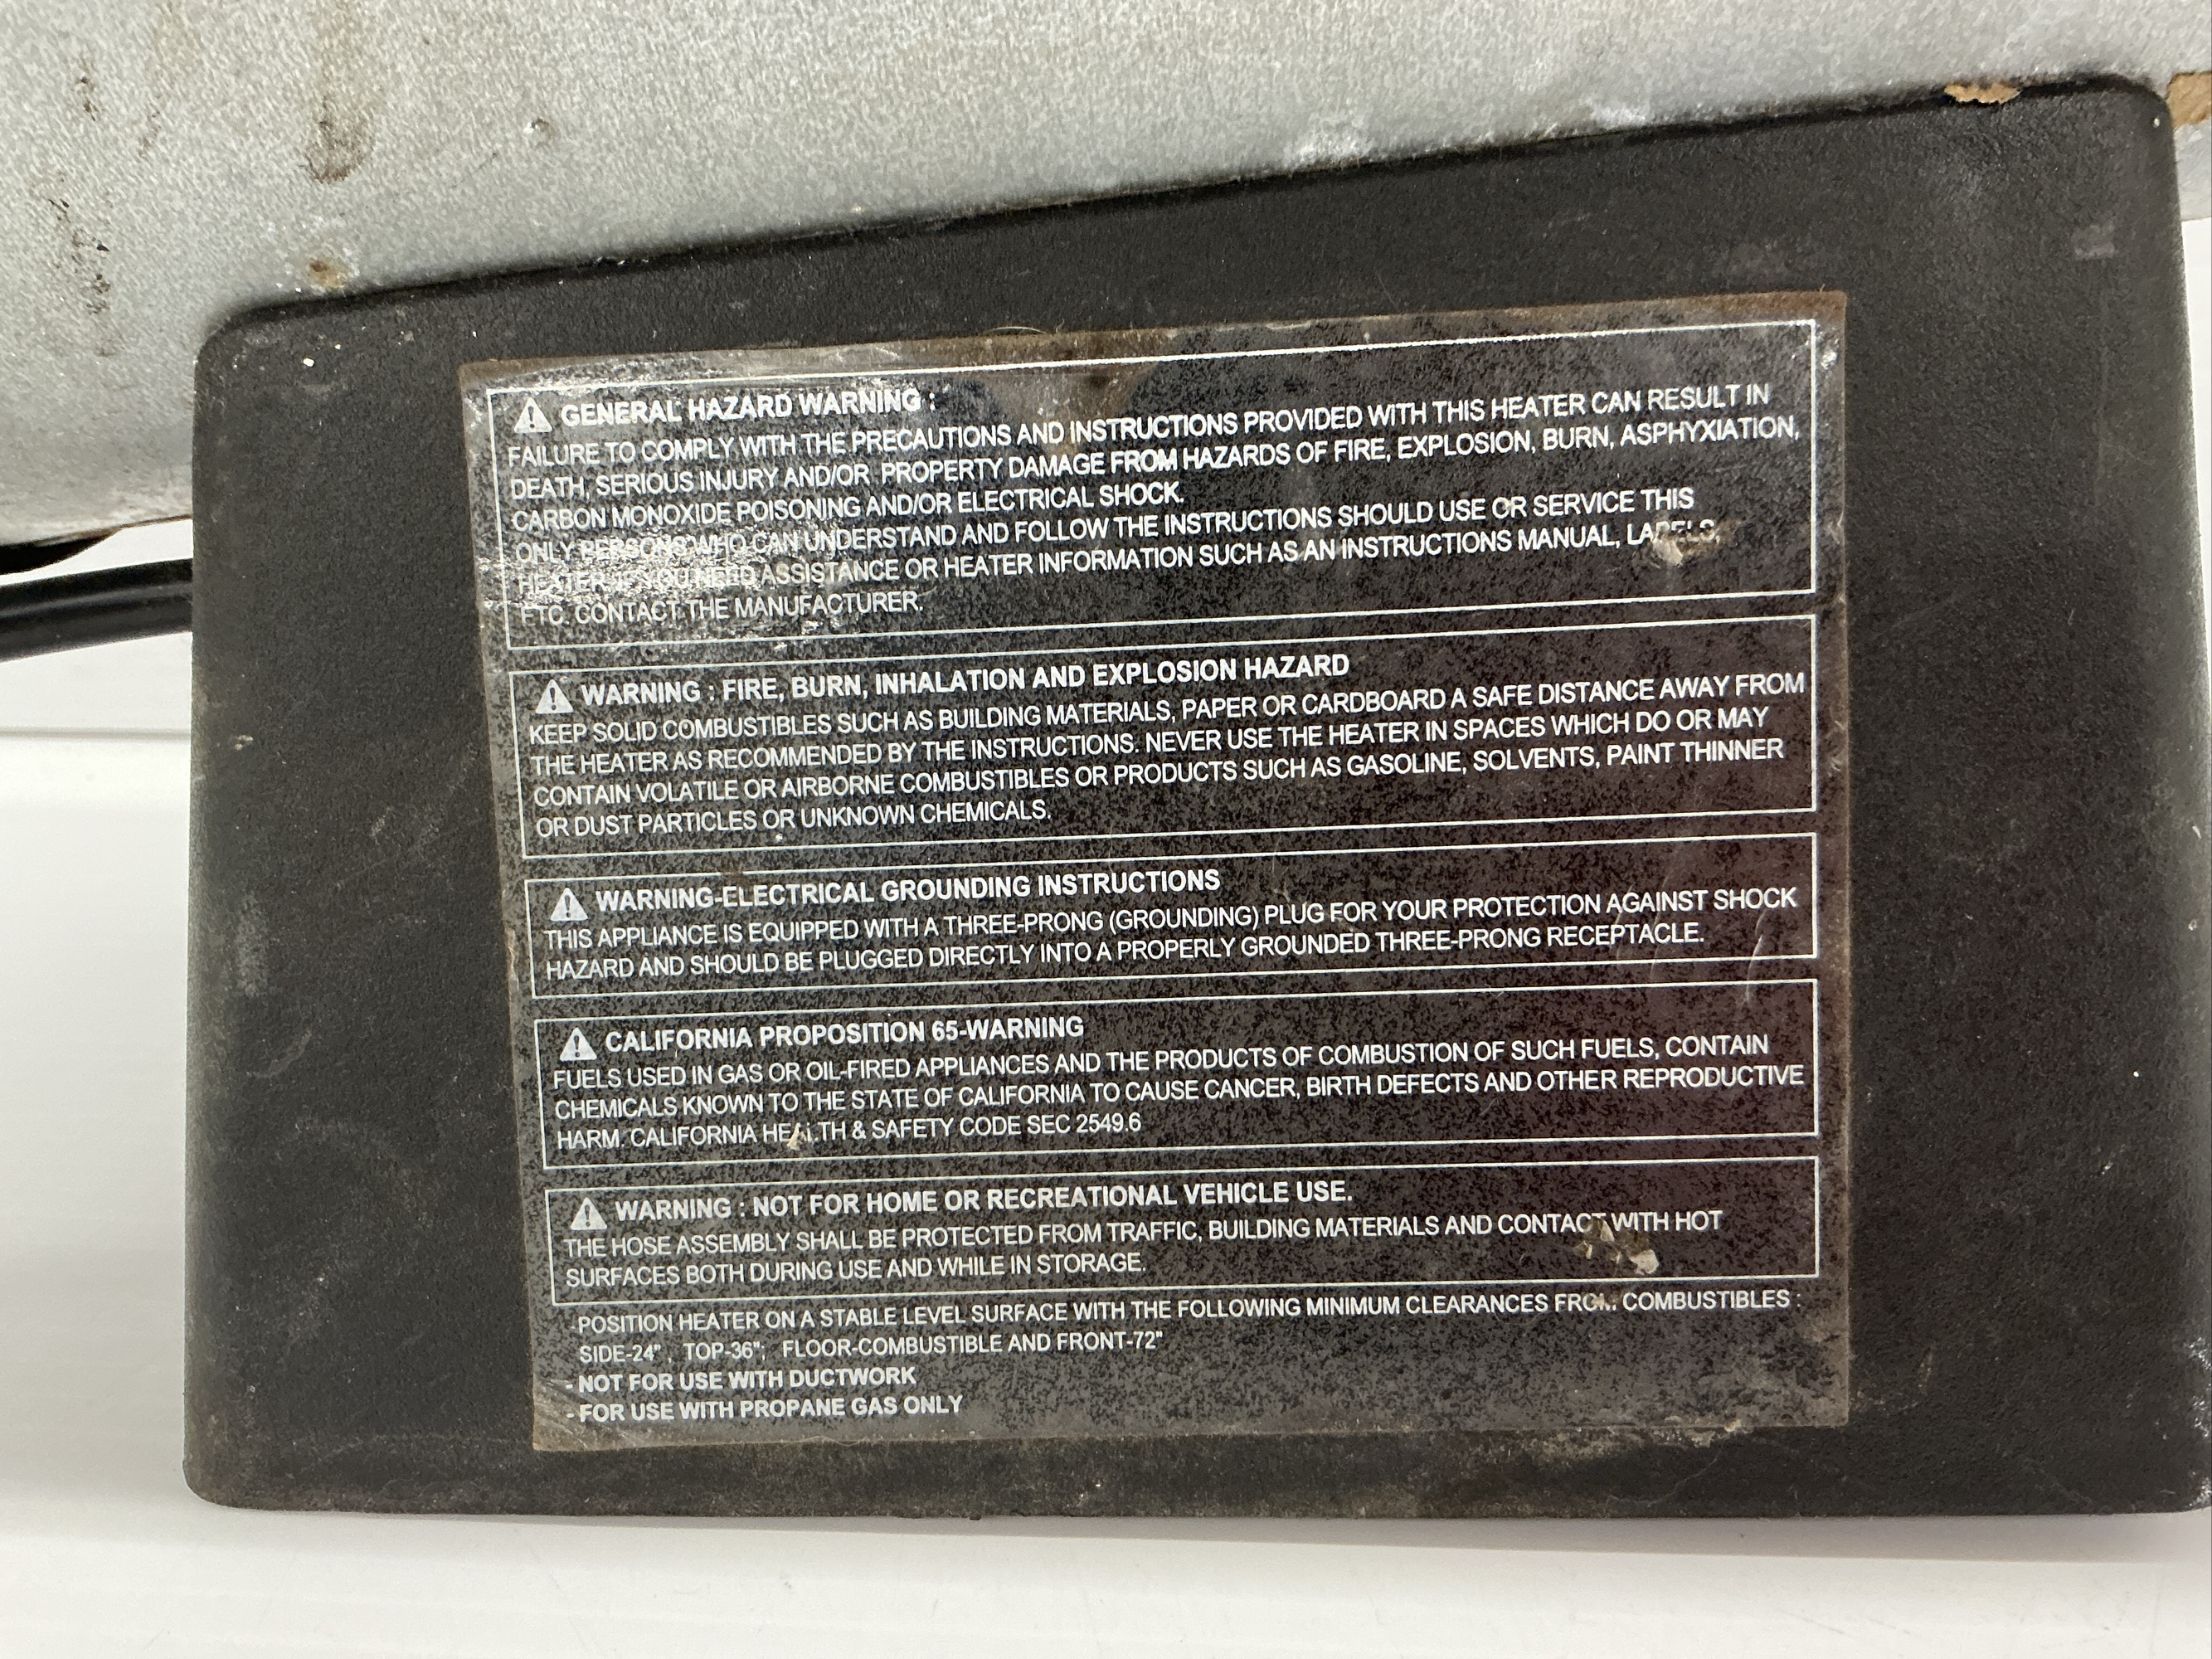 GENERAL HAZARD WARNING :
FAILURE TO COMPLY WITH THE PRECAUTIONS AND INSTRUCTIONS PROVIDED WITH THIS HEATER CAN RESULT IN
DEATH, SERIOUS INJURY AND/OR PROPERTY DAMAGE FROM HAZARDS OF FIRE, EXPLOSION, BURN, ASPHYXIATION,
CARBON MONOXIDE POISONING AND/OR ELECTRICAL SHOCK.
ONLY PERSONS WHO CAN UNDERSTAND AND FOLLOW THE INSTRUCTIONS SHOULD USE OR SERVICE THIS
HEATER. IF YOU NEED ASSISTANCE OR HEATER INFORMATION SUCH AS AN INSTRUCTIONS MANUAL, LABELS,
ETC. CONTACT THE MANUFACTURER.
WARNING : FIRE, BURN, INHALATION AND EXPLOSION HAZARD
KEEP SOLID COMBUSTIBLES SUCH AS BUILDING MATERIALS, PAPER OR CARDBOARD A SAFE DISTANCE AWAY FROM
THE HEATER AS RECOMMENDED BY THE INSTRUCTIONS. NEVER USE THE HEATER IN SPACES WHICH DO OR MAY
CONTAIN VOLATILE OR AIRBORNE COMBUSTIBLES OR PRODUCTS SUCH AS GASOLINE, SOLVENTS, PAINT THINNER
OR DUST PARTICLES OR UNKNOWN CHEMICALS.
WARNING-ELECTRICAL GROUNDING INSTRUCTIONS
THIS APPLIANCE IS EQUIPPED WITH A THREE-PRONG (GROUNDING) PLUG FOR YOUR PROTECTION AGAINST SHOCK
HAZARD AND SHOULD BE PLUGGED DIRECTLY INTO A PROPERLY GROUNDED THREE-PRONG RECEPTACLE.
CALIFORNIA PROPOSITION 65-WARNING
FUELS USED IN GAS OR OIL-FIRED APPLIANCES AND THE PRODUCTS OF COMBUSTION OF SUCH FUELS, CONTAIN
CHEMICALS KNOWN TO THE STATE OF CALIFORNIA TO CAUSE CANCER, BIRTH DEFECTS AND OTHER REPRODUCTIVE
HARM. CALIFORNIA HEALTH & SAFETY CODE SEC 2549.6
WARNING : NOT FOR HOME OR RECREATIONAL VEHICLE USE.
THE HOSE ASSEMBLY SHALL BE PROTECTED FROM TRAFFIC, BUILDING MATERIALS AND CONTACT WITH HOT
SURFACES BOTH DURING USE AND WHILE IN STORAGE.
-POSITION HEATER ON A STABLE LEVEL SURFACE WITH THE FOLLOWING MINIMUM CLEARANCES FROM COMBUSTIBLES :
SIDE-24" , TOP-36"; FLOOR-COMBUSTIBLE AND FRONT-72"
- NOT FOR USE WITH DUCTWORK
- FOR USE WITH PROPANE GAS ONLY